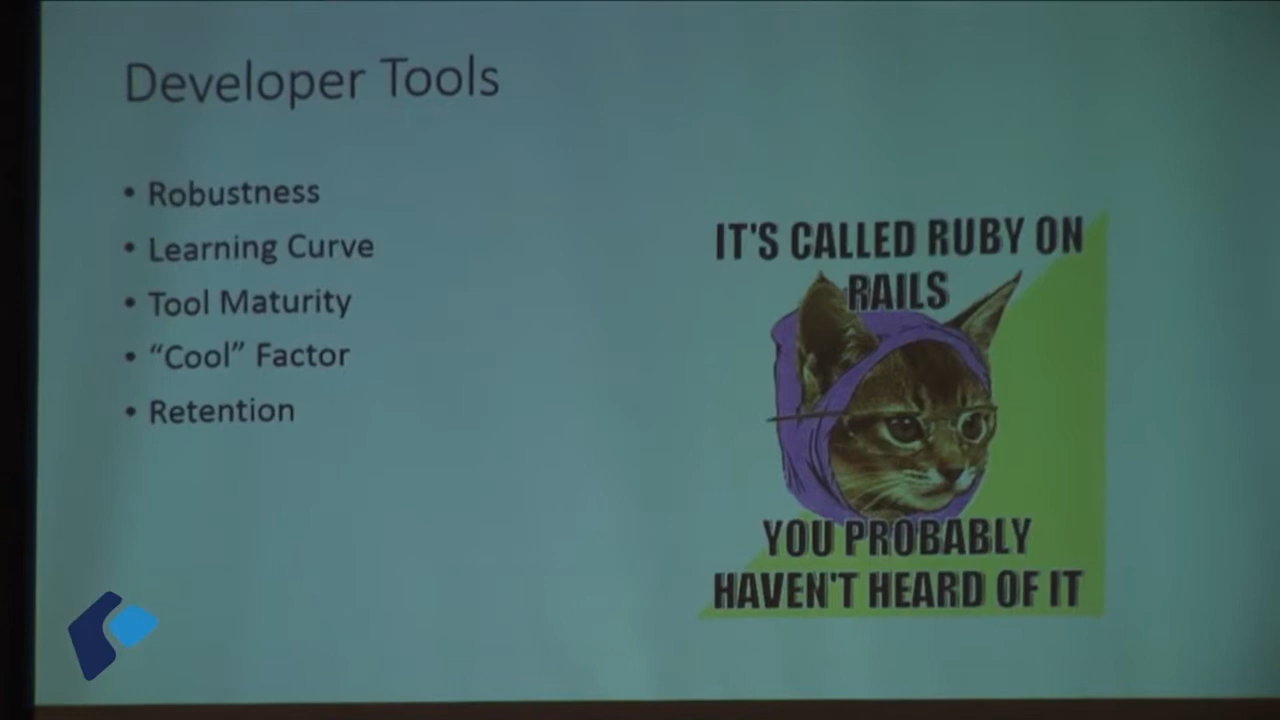 Developer Tools
• Robustness
• Learning Curve
• Tool Maturity
• “Cool” Factor
• Retention
IT'S CALLED RUBY ON
RAILS
YOU PROBABLY
HAVEN'T HEARD OF IT